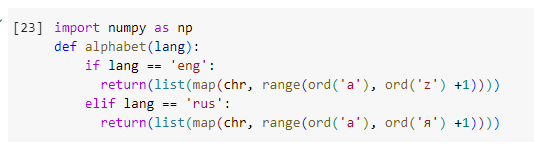 [23] import numpy as np
def alphabet(lang):
    if lang == 'eng':
      return(list(map(chr, range(ord('a'), ord('z') +1))))
    elif lang == 'rus':
      return(list(map(chr, range(ord('а'), ord('я') +1))))